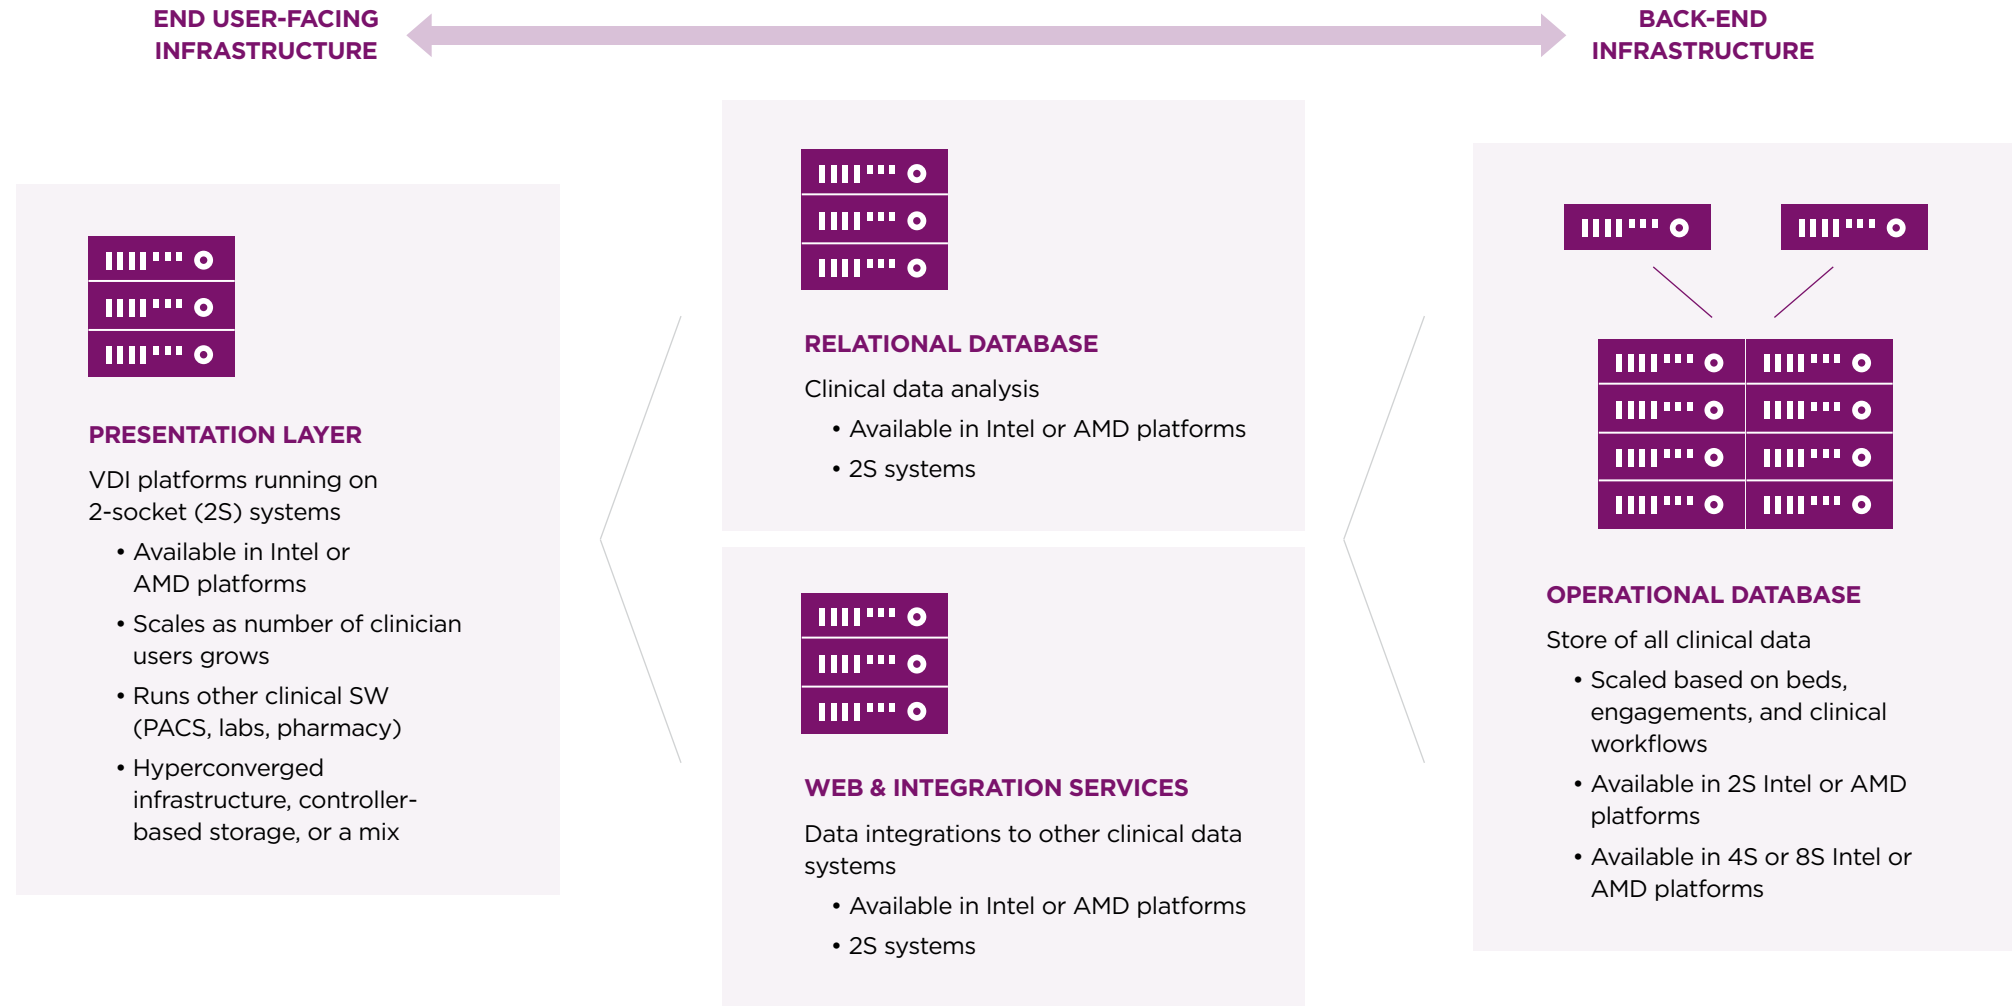 END USER-FACING
INFRASTRUCTURE
BACK-END
INFRASTRUCTURE
PRESENTATION LAYER
VDI platforms running on
2-socket (2S) systems
• Available in Intel or
AMD platforms
• Scales as number of clinician
users grows
• Runs other clinical SW
(PACS, labs, pharmacy)
• Hyperconverged
infrastructure, controller-
based storage, or a mix
RELATIONAL DATABASE
Clinical data analysis
• Available in Intel or AMD platforms
• 2S systems
WEB & INTEGRATION SERVICES
Data integrations to other clinical data
systems
• Available in Intel or AMD platforms
• 2S systems
OPERATIONAL DATABASE
Store of all clinical data
• Scaled based on beds,
engagements, and clinical
workflows
• Available in 2S Intel or AMD
platforms
• Available in 4S or 8S Intel or
AMD platforms